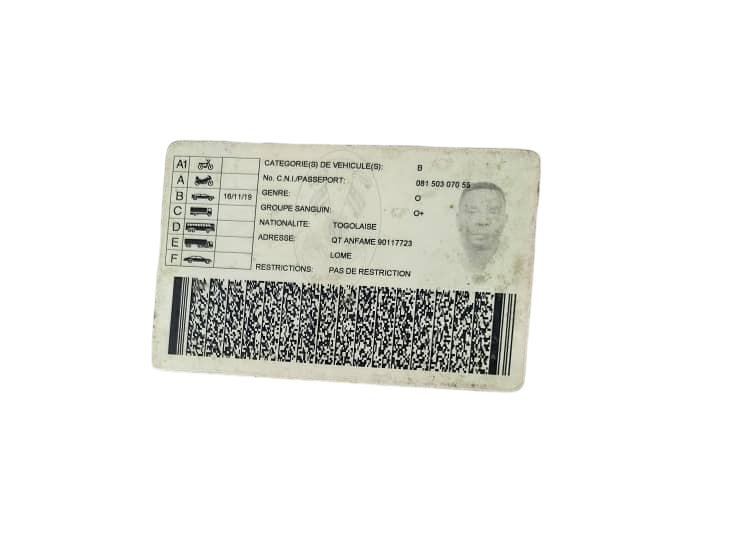 A1
A
B 16/11/19
C
D
E
F
CATEGORIE(S) DE VEHICULE(S): B
No. C.N.I./PASSEPORT: 081 503 070 55
GENRE: O
GROUPE SANGUIN: O+
NATIONALITE: TOGOLAISE
ADRESSE: QT ANFAME 90117723
LOME
RESTRICTIONS: PAS DE RESTRICTION